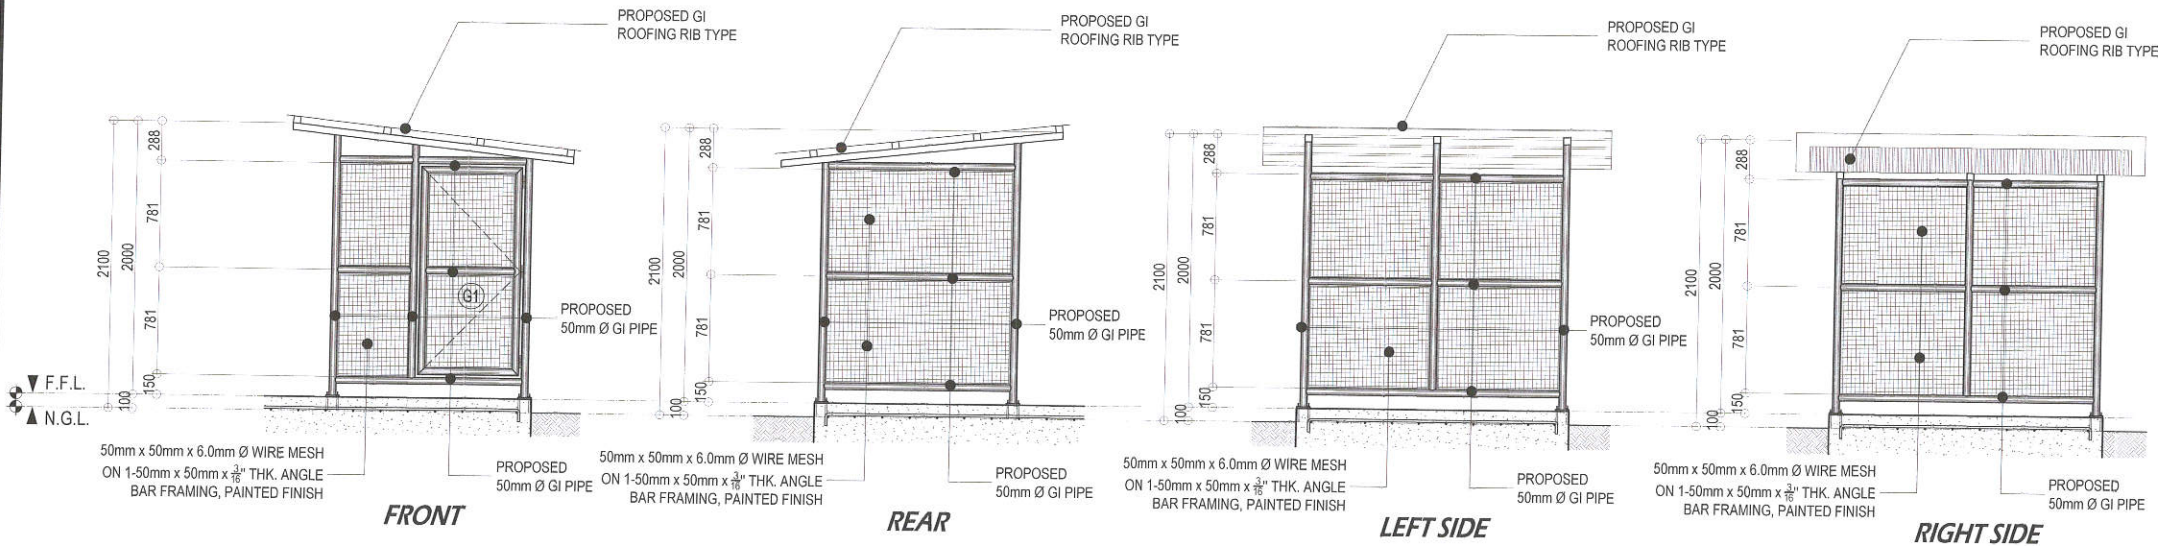 PROPOSED GI
ROOFING RIB TYPE
2100
2000
288
781
781
150
100
F.F.L.
N.G.L.
G1
PROPOSED
50mm Ø GI PIPE
50mm x 50mm x 6.0mm Ø WIRE MESH
ON 1-50mm x 50mm x 3/16" THK. ANGLE
BAR FRAMING, PAINTED FINISH
PROPOSED
50mm Ø GI PIPE
FRONT
PROPOSED GI
ROOFING RIB TYPE
2100
2000
288
781
781
150
100
PROPOSED
50mm Ø GI PIPE
50mm x 50mm x 6.0mm Ø WIRE MESH
ON 1-50mm x 50mm x 3/16" THK. ANGLE
BAR FRAMING, PAINTED FINISH
PROPOSED
50mm Ø GI PIPE
REAR
PROPOSED GI
ROOFING RIB TYPE
2100
2000
288
781
781
150
100
PROPOSED
50mm Ø GI PIPE
50mm x 50mm x 6.0mm Ø WIRE MESH
ON 1-50mm x 50mm x 3/16" THK. ANGLE
BAR FRAMING, PAINTED FINISH
PROPOSED
50mm Ø GI PIPE
LEFT SIDE
PROPOSED GI
ROOFING RIB TYPE
2100
2000
288
781
781
150
100
50mm x 50mm x 6.0mm Ø WIRE MESH
ON 1-50mm x 50mm x 3/16" THK. ANGLE
BAR FRAMING, PAINTED FINISH
PROPOSED
50mm Ø GI PIPE
RIGHT SIDE